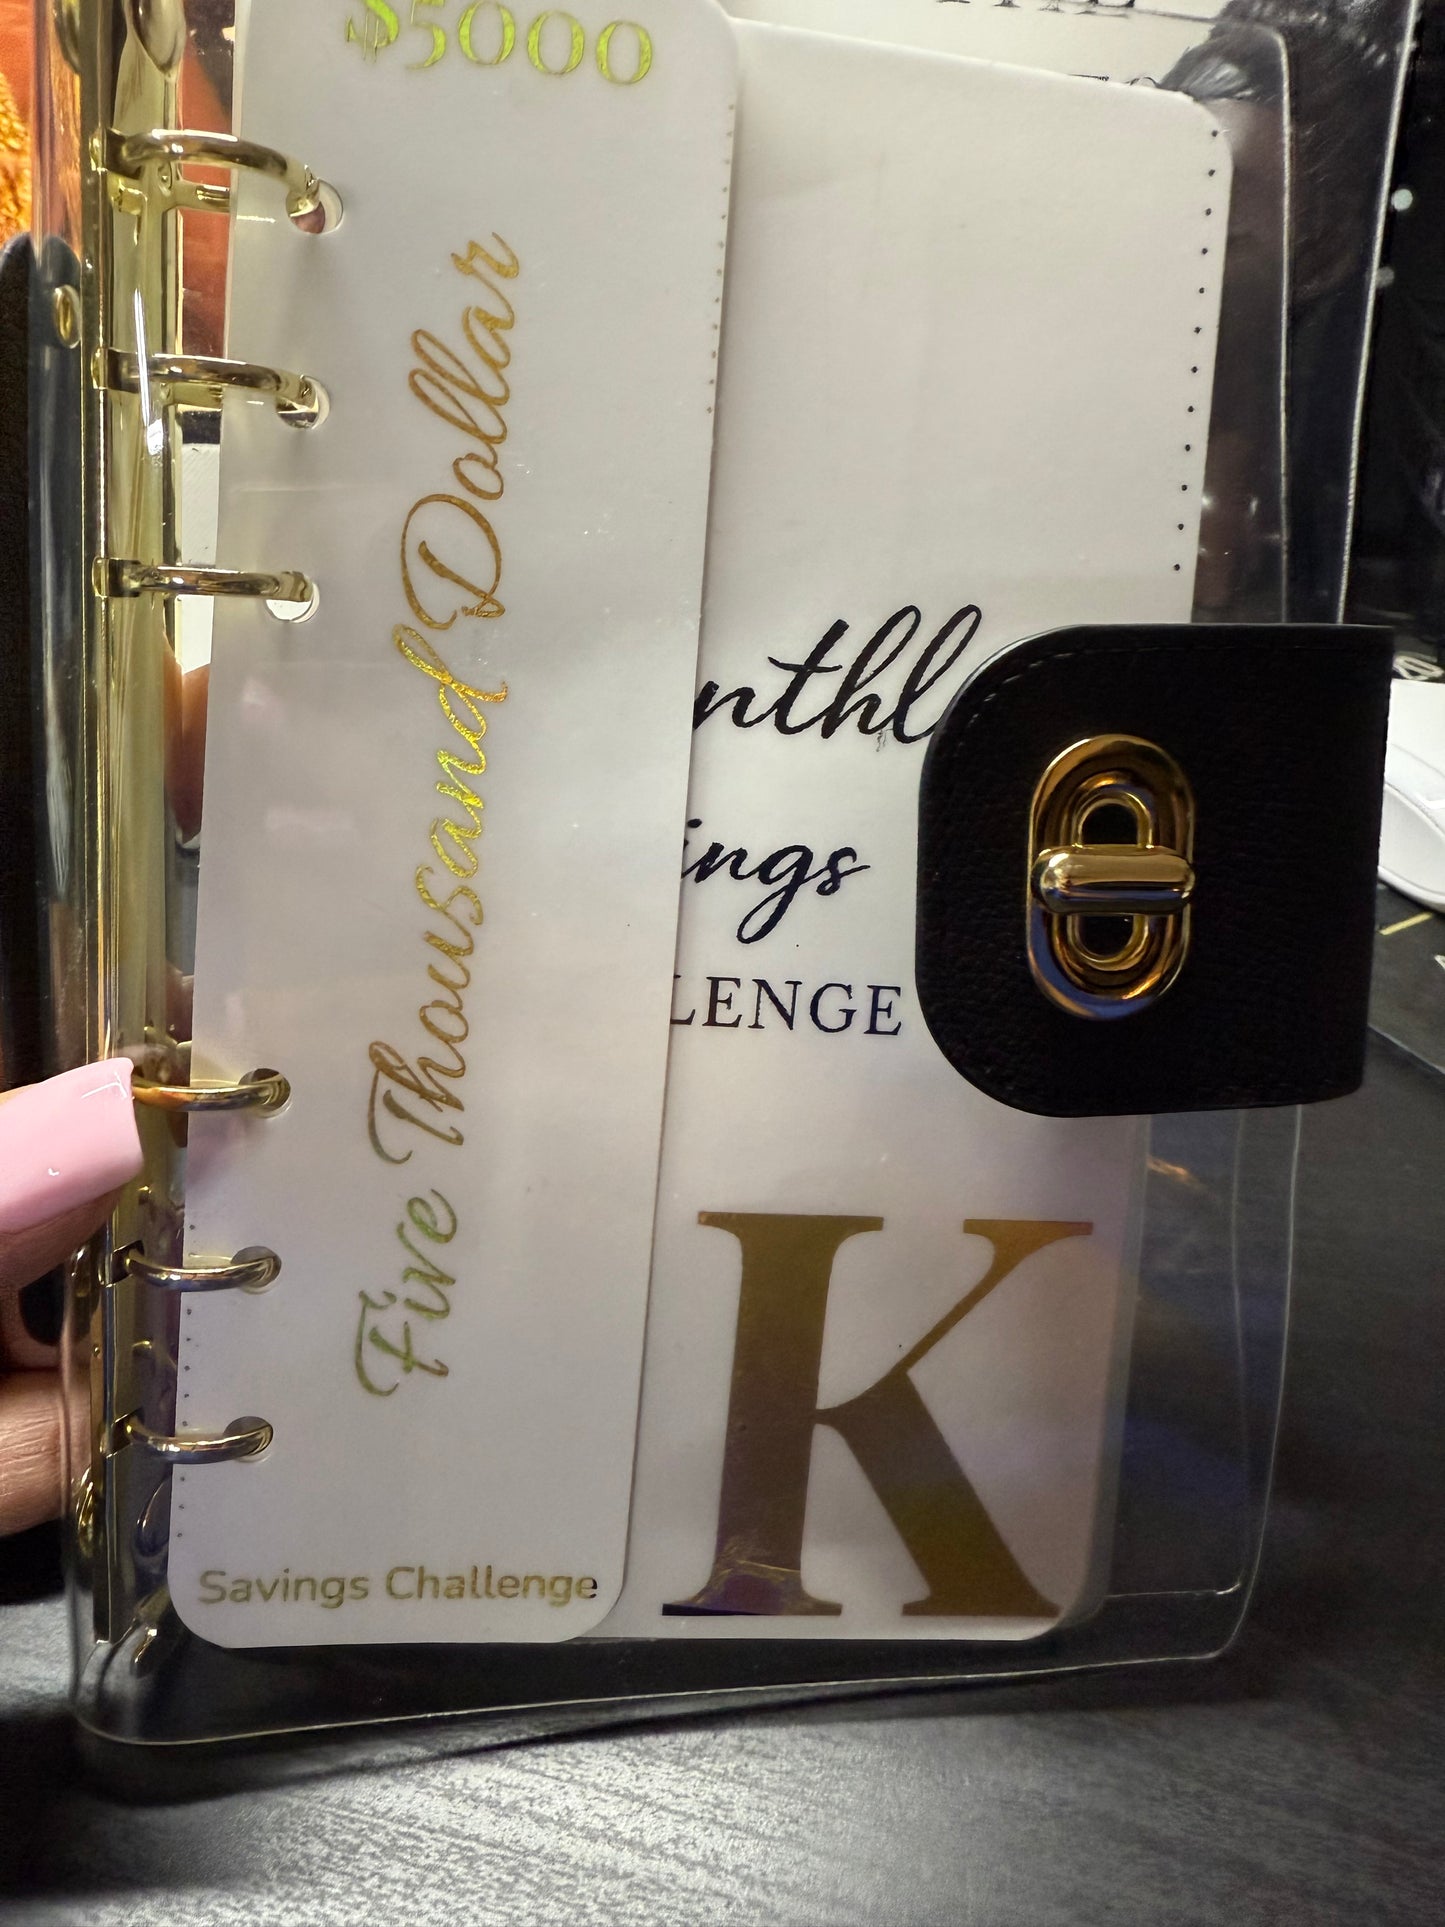 $5000
Five Thousand Dollar
Savings Challenge
nthl
ings
LENGE
K